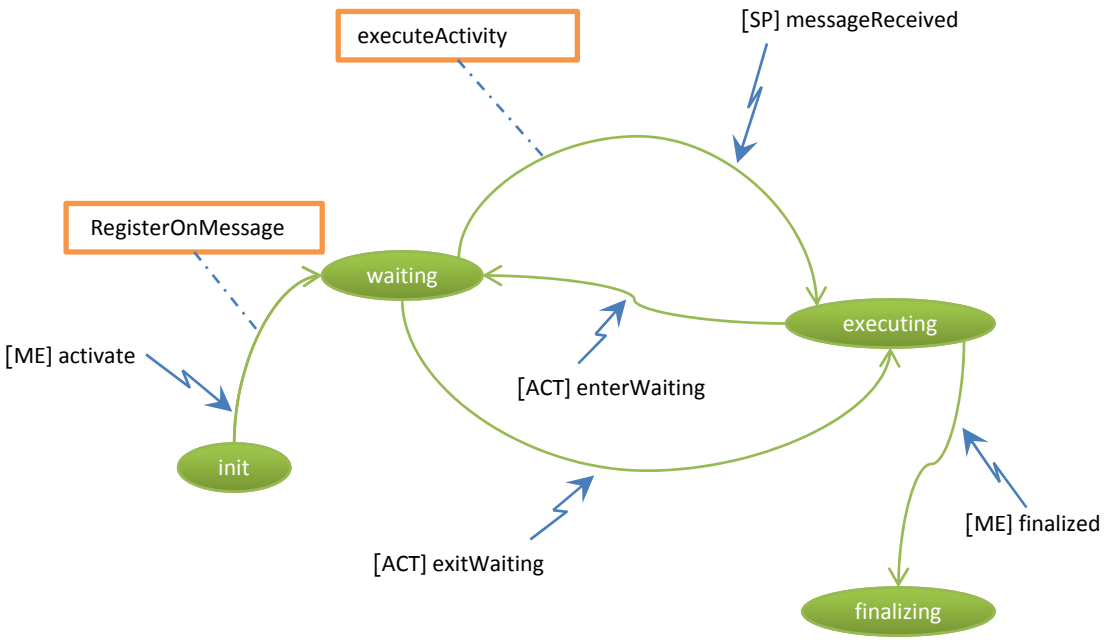 [SP] messageReceived
executeActivity
RegisterOnMessage
waiting
executing
[ME] activate
[ACT] enterWaiting
init
[ME] finalized
[ACT] exitWaiting
finalizing